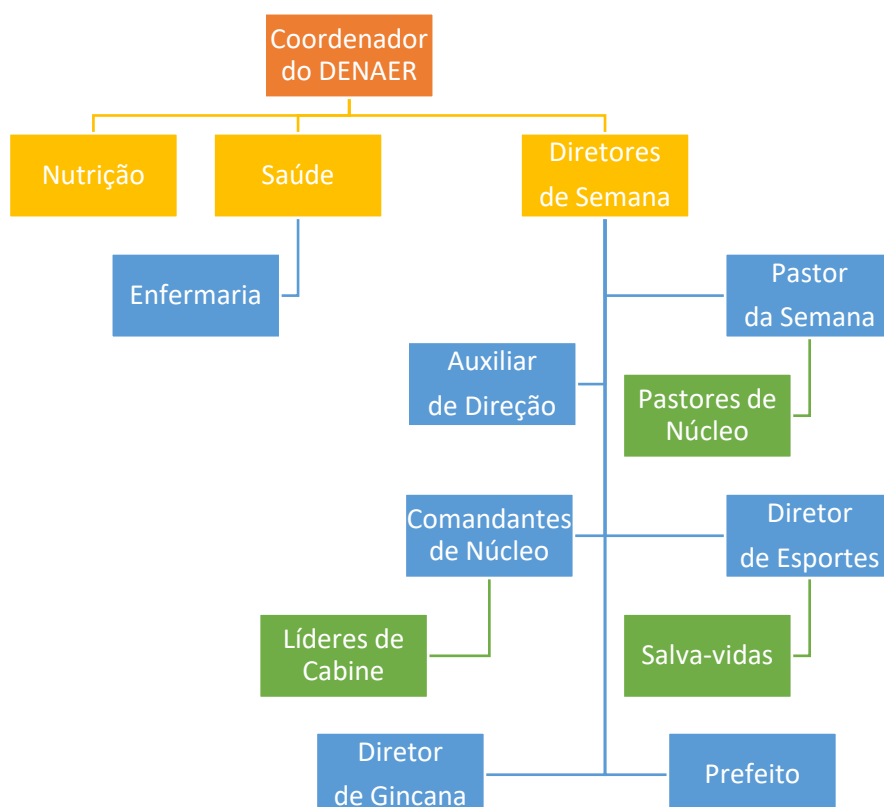 Coordenador
do DENAER
Nutrição
Saúde
Diretores
de Semana
Enfermaria
Pastor
da Semana
Auxiliar
de Direção
Pastores de
Núcleo
Comandantes
de Núcleo
Diretor
de Esportes
Líderes de
Cabine
Salva-vidas
Diretor
de Gincana
Prefeito